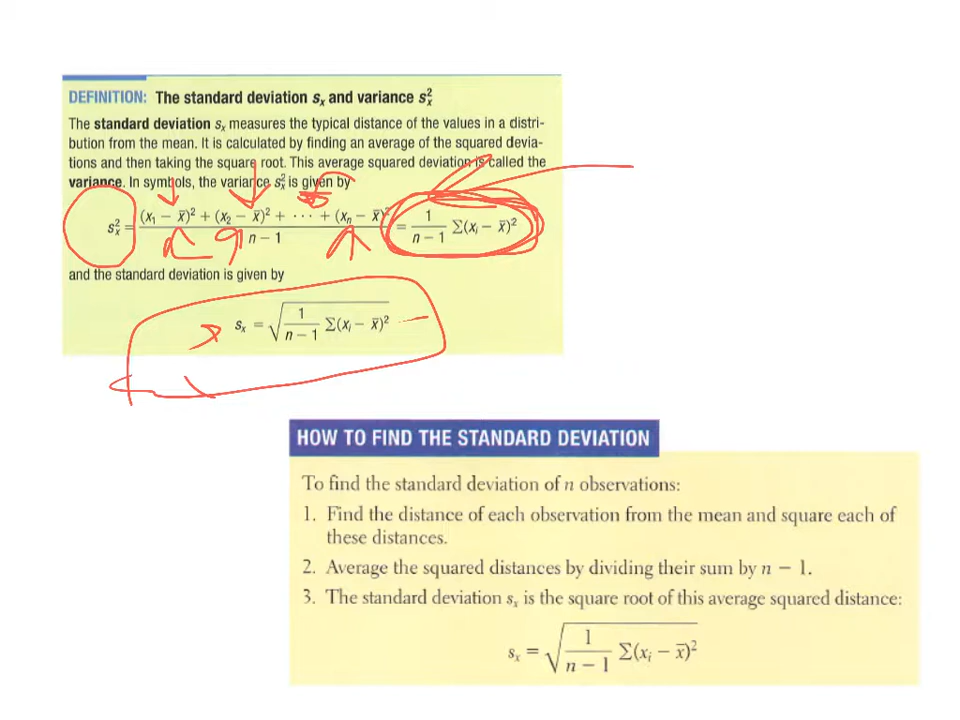 DEFINITION: The standard deviation sₓ and variance sₓ²
The standard deviation sₓ measures the typical distance of the values in a distri-
bution from the mean. It is calculated by finding an average of the squared devia-
tions and then taking the square root. This average squared deviation is called the
variance. In symbols, the variance sₓ² is given by
sₓ² = ((x₁ − x̄)² + (x₂ − x̄)² + ··· + (xₙ − x̄)²) / (n − 1) = 1/(n − 1) Σ(xᵢ − x̄)²
and the standard deviation is given by
sₓ = √(1/(n − 1) Σ(xᵢ − x̄)²)
HOW TO FIND THE STANDARD DEVIATION
To find the standard deviation of n observations:
1. Find the distance of each observation from the mean and square each of
these distances.
2. Average the squared distances by dividing their sum by n − 1.
3. The standard deviation sₓ is the square root of this average squared distance:
sₓ = √(1/(n − 1) Σ(xᵢ − x̄)²)